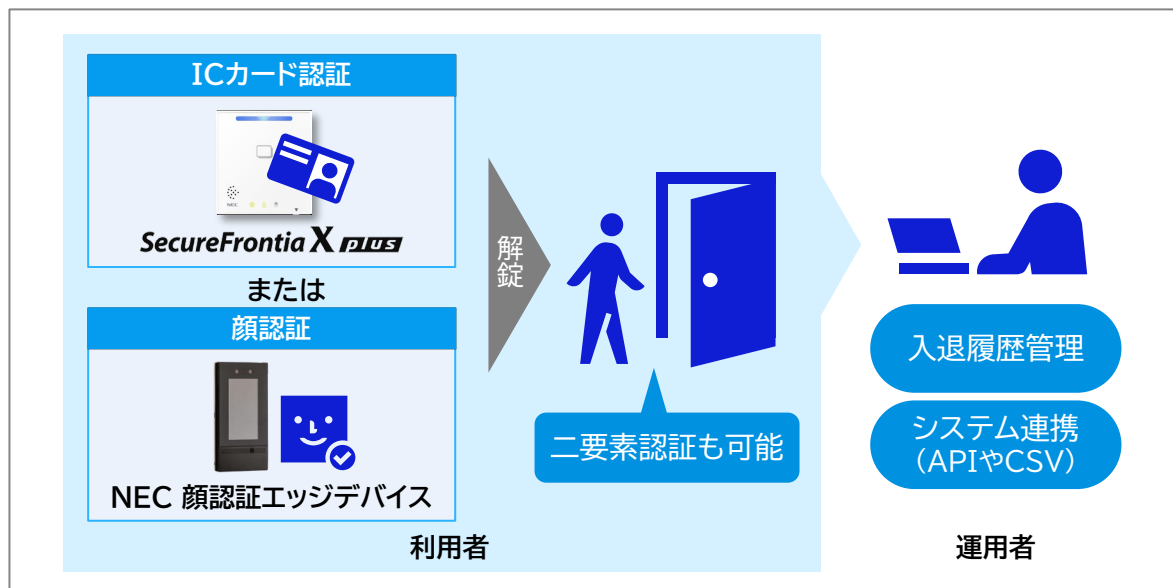 ICカード認証
NEC
SecureFrontia X plus
または
顔認証
NEC 顔認証エッジデバイス
解錠
二要素認証も可能
利用者
入退履歴管理
システム連携
（APIやCSV）
運用者